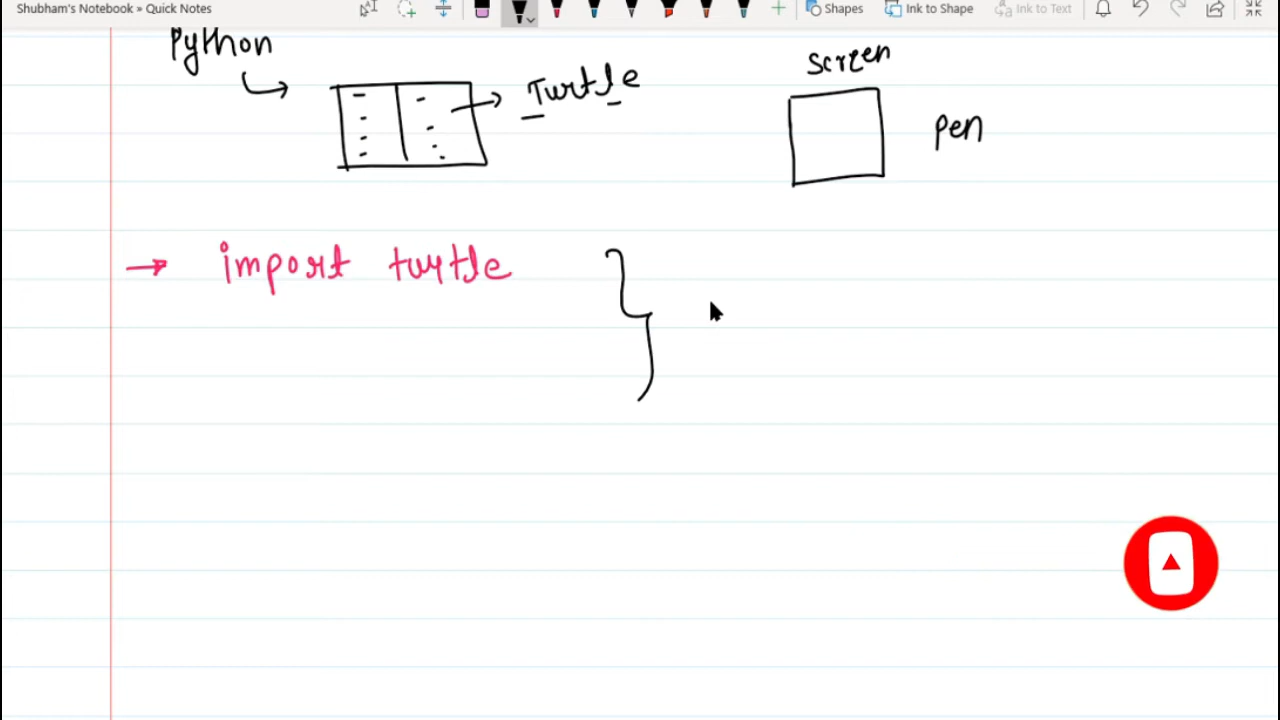 Shubham's Notebook » Quick Notes
Shapes
Ink to Shape
Ink to Text
Python
Turtle
screen
Pen
import turtle